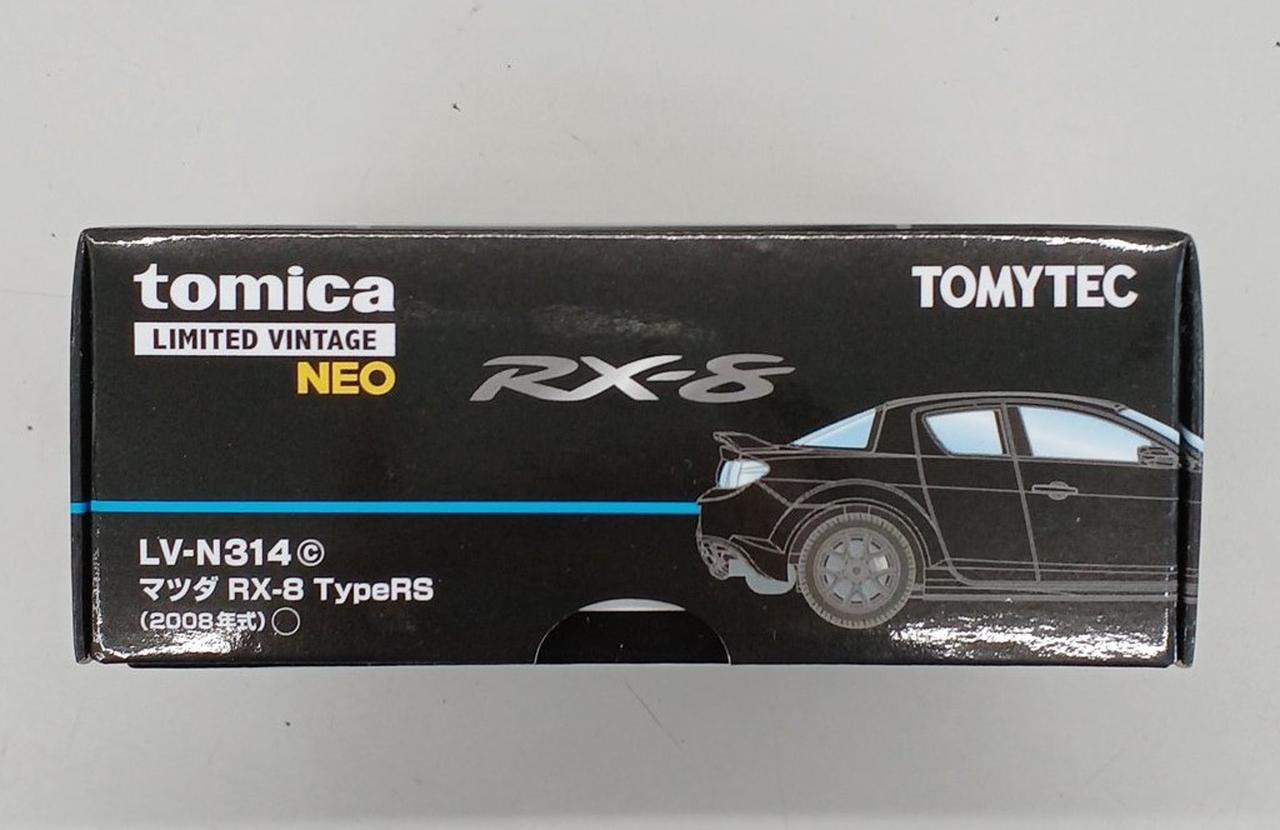 tomica
LIMITED VINTAGE
NEO
TOMYTEC
RX-8
LV-N314ⓒ
マツダ RX-8 TypeRS
(2008年式)